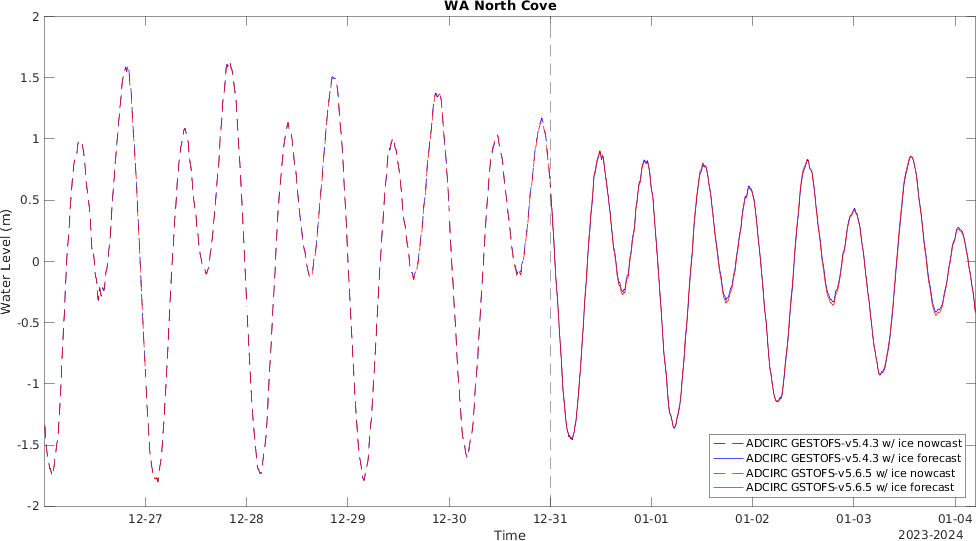 WA North Cove
2
1.5
1
0.5
0
-0.5
-1
-1.5
-2
Water Level (m)
12-27 12-28 12-29 12-30 12-31 01-01 01-02 01-03 01-04
Time
2023-2024
ADCIRC GESTOFS-v5.4.3 w/ ice nowcast
ADCIRC GESTOFS-v5.4.3 w/ ice forecast
ADCIRC GSTOFS-v5.6.5 w/ ice nowcast
ADCIRC GSTOFS-v5.6.5 w/ ice forecast